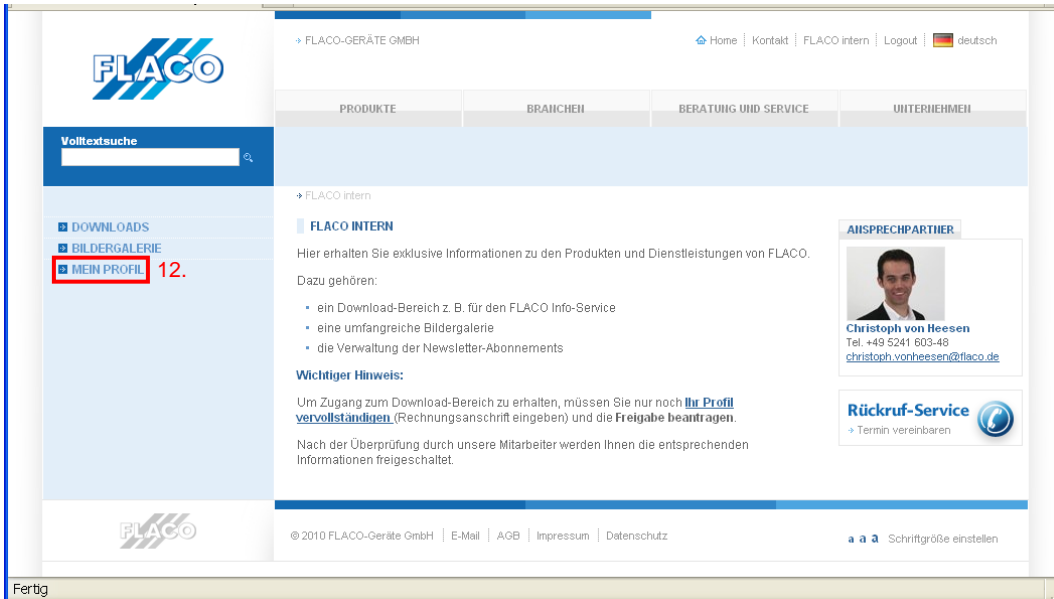 FLACO
FLACO-GERÄTE GMBH
Home Kontakt FLACO intern Logout deutsch
PRODUKTE BRANCHEN BERATUNG UND SERVICE UNTERNEHMEN
Volltextsuche
FLACO intern
DOWNLOADS
BILDERGALERIE
MEIN PROFIL 12.
FLACO INTERN
Hier erhalten Sie exklusive Informationen zu den Produkten und Dienstleistungen von FLACO.
Dazu gehören:
ein Download-Bereich z. B. für den FLACO Info-Service
eine umfangreiche Bildergalerie
die Verwaltung der Newsletter-Abonnements
Wichtiger Hinweis:
Um Zugang zum Download-Bereich zu erhalten, müssen Sie nur noch Ihr Profil
vervollständigen (Rechnungsanschrift eingeben) und die Freigabe beantragen.
Nach der Überprüfung durch unsere Mitarbeiter werden Ihnen die entsprechenden
Informationen freigeschaltet.
ANSPRECHPARTNER
Christoph von Heesen
Tel. +49 5241 603-48
christoph.vonheesen@flaco.de
Rückruf-Service
Termin vereinbaren
FLACO
© 2010 FLACO-Geräte GmbH E-Mail AGB Impressum Datenschutz
a a a Schriftgröße einstellen
Fertig